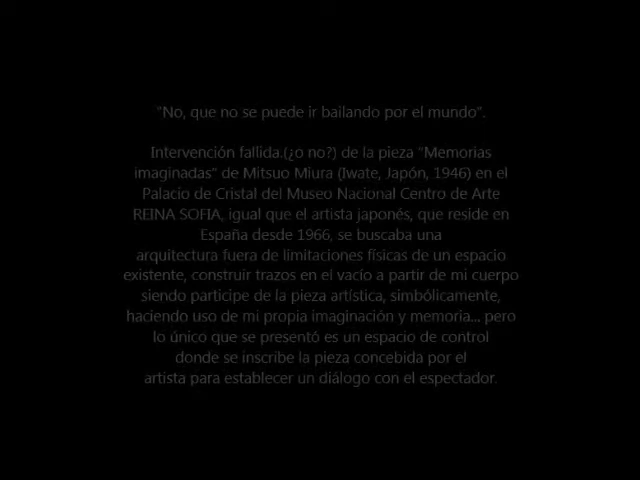 "No, que no se puede ir bailando por el mundo".
Intervención fallida.(¿o no?) de la pieza "Memorias
imaginadas" de Mitsuo Miura (Iwate, Japón, 1946) en el
Palacio de Cristal del Museo Nacional Centro de Arte
REINA SOFIA, igual que el artista japonés, que reside en
España desde 1966, se buscaba una
arquitectura fuera de limitaciones físicas de un espacio
existente, construir trazos en el vacío a partir de mi cuerpo
siendo participe de la pieza artística, simbólicamente,
haciendo uso de mi propia imaginación y memoria... pero
lo único que se presentó es un espacio de control
donde se inscribe la pieza concebida por el
artista para establecer un diálogo con el espectador.